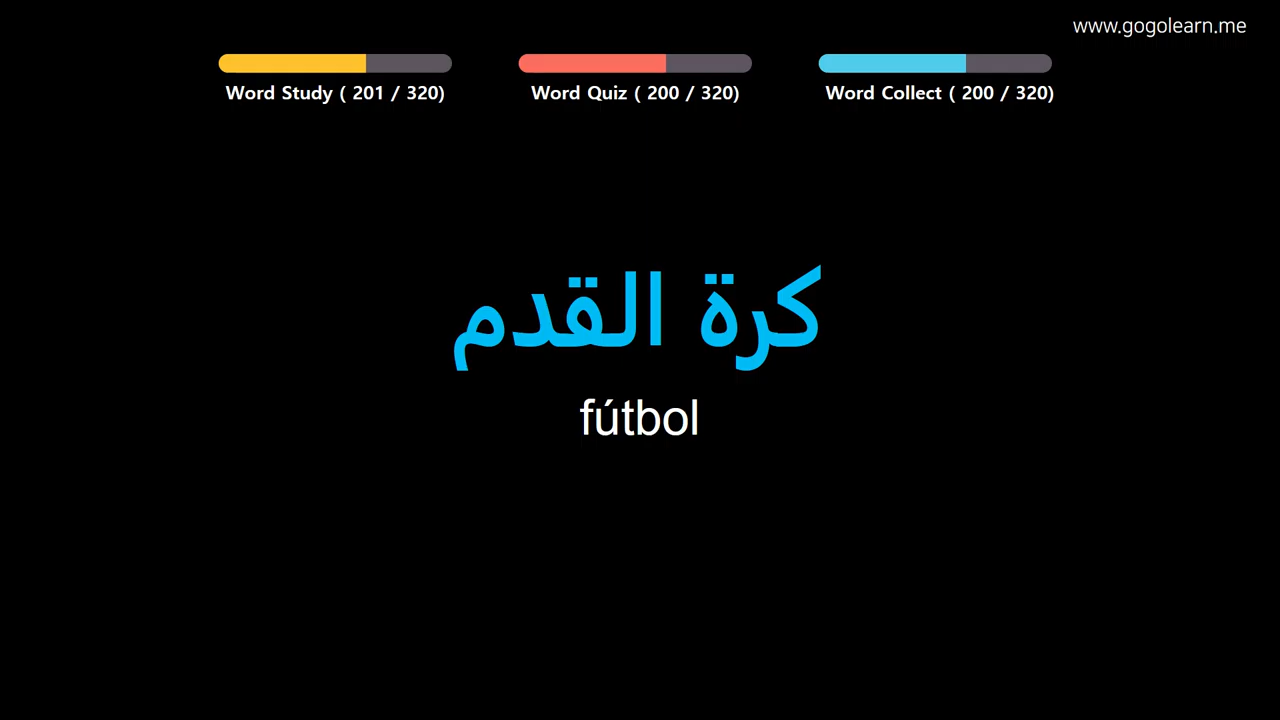 www.gogolearn.me
Word Study ( 201 / 320)
Word Quiz ( 200 / 320)
Word Collect ( 200 / 320)
كرة القدم
fútbol